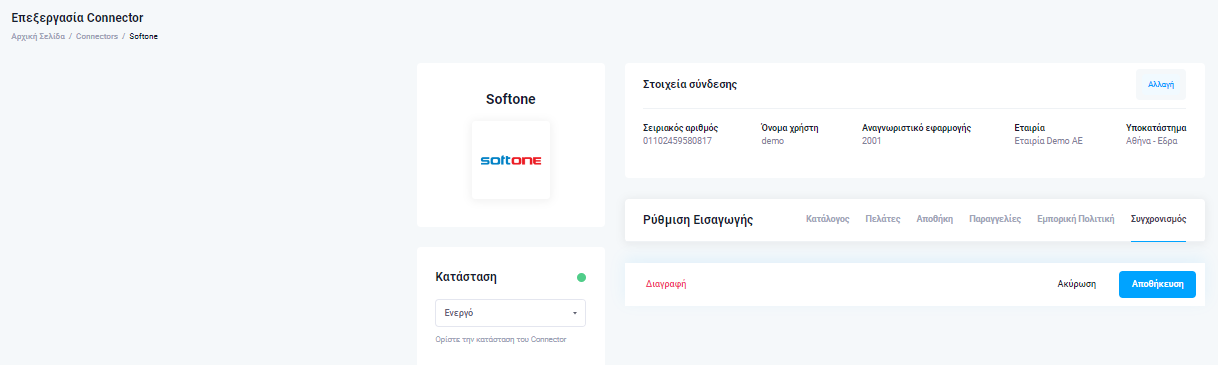 Επεξεργασία Connector
Αρχική Σελίδα / Connectors / Softone
Softone
softone
Κατάσταση
Ενεργό
Ορίστε την κατάσταση του Connector
Στοιχεία σύνδεσης
Αλλαγή
Σειριακός αριθμός Όνομα χρήστη Αναγνωριστικό εφαρμογής Εταιρία Υποκατάστημα
01102459580817 demo 2001 Εταιρία Demo ΑΕ Αθήνα - Εδρα
Ρύθμιση Εισαγωγής Κατάλογος Πελάτες Αποθήκη Παραγγελίες Εμπορική Πολιτική Συγχρονισμός
Διαγραφή Ακύρωση Αποθήκευση